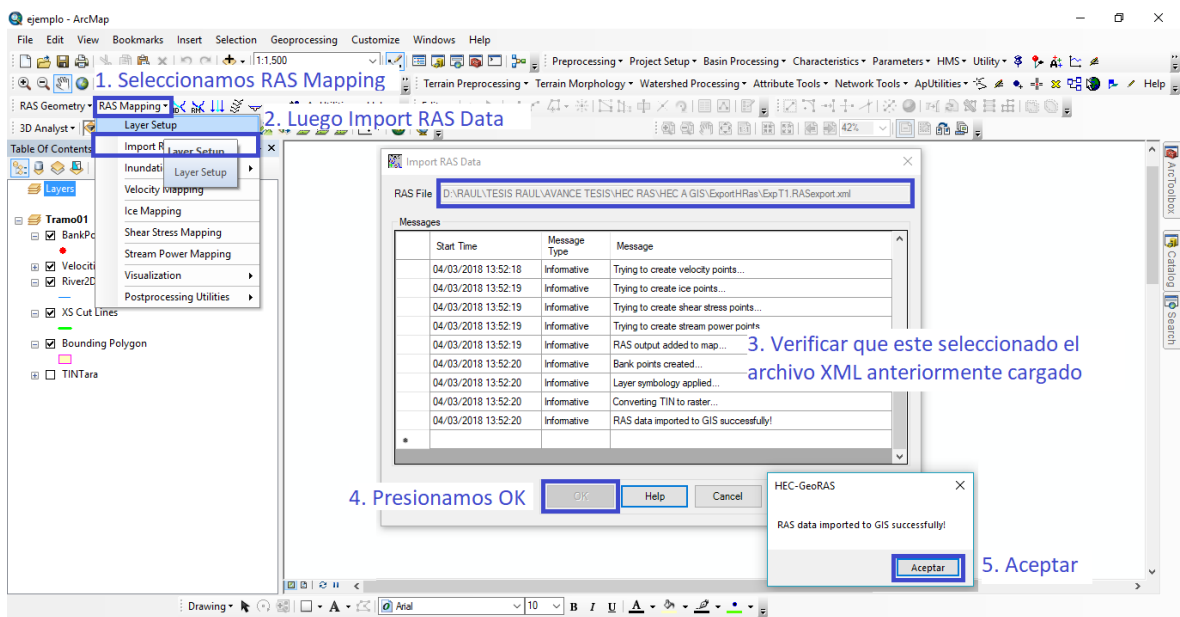 ejemplo - ArcMap
File Edit View Bookmarks Insert Selection Geoprocessing Customize Windows Help
1:1,500
Preprocessing Project Setup Basin Processing Characteristics Parameters HMS Utility
1. Seleccionamos RAS Mapping
Terrain Preprocessing Terrain Morphology Watershed Processing Attribute Tools Network Tools ApUtilities Help
RAS Geometry RAS Mapping
2. Luego Import RAS Data
3D Analyst
42%
Layer Setup
Import R
Layer Setup
Layer Setup
Inundati
Velocity Mapping
Ice Mapping
Shear Stress Mapping
Stream Power Mapping
Visualization
Postprocessing Utilities
Table Of Contents
Layers
Tramo01
BankPo
Velociti
River2D
XS Cut Lines
Bounding Polygon
TINTara
Import RAS Data
RAS File D:\RAUL\TESIS RAUL\AVANCE TESIS\HEC RAS\HEC A GIS\ExportHRas\ExpT1.RASexport.xml
Messages
Start Time Message Type Message
04/03/2018 13:52:18 Informative Trying to create velocity points...
04/03/2018 13:52:19 Informative Trying to create ice points...
04/03/2018 13:52:19 Informative Trying to create shear stress points...
04/03/2018 13:52:19 Informative Trying to create stream power points
04/03/2018 13:52:19 Informative RAS output added to map...
04/03/2018 13:52:20 Informative Bank points created...
04/03/2018 13:52:20 Informative Layer symbology applied...
04/03/2018 13:52:20 Informative Converting TIN to raster...
04/03/2018 13:52:20 Informative RAS data imported to GIS successfully!
3. Verificar que este seleccionado el
archivo XML anteriormente cargado
4. Presionamos OK
OK Help Cancel
HEC-GeoRAS
RAS data imported to GIS successfully!
Aceptar
5. Aceptar
ArcToolbox
Catalog
Search
Drawing A Arial 10 B I U A